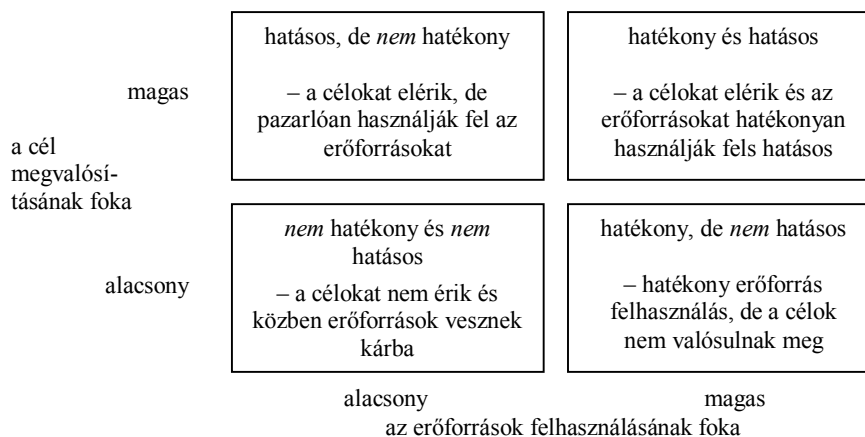 hatásos, de nem hatékony
– a célokat elérik, de
pazarlóan használják fel az
erőforrásokat
hatékony és hatásos
– a célokat elérik és az
erőforrásokat hatékonyan
használják fels hatásos
magas
a cél
megvalósí-
tásának foka
nem hatékony és nem
hatásos
– a célokat nem érik és
közben erőforrások vesznek
kárba
hatékony, de nem hatásos
– hatékony erőforrás
felhasználás, de a célok
nem valósulnak meg
alacsony
alacsony
magas
az erőforrások felhasználásának foka